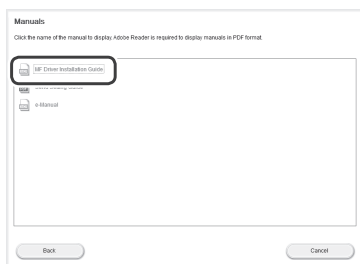 Manuals
Click the name of the manual to display.Adobe Reader is required to display manuals in PDF format.
MF Driver Installation Guide
e-Manual
Back
Cancel